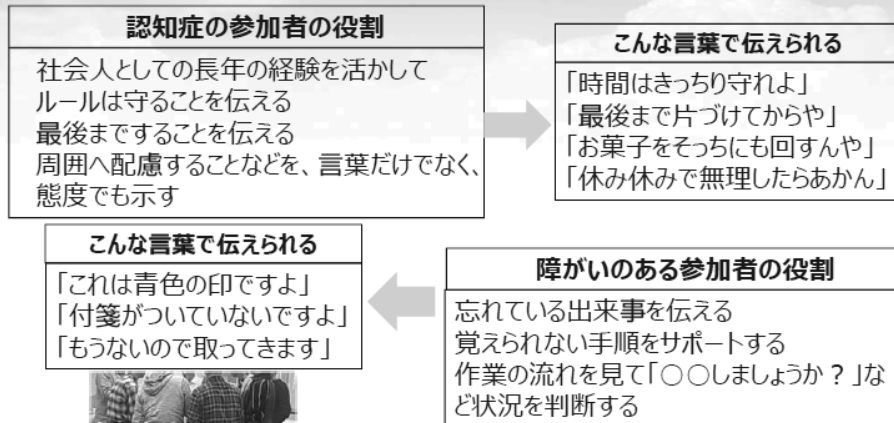 認知症の参加者の役割
社会人としての長年の経験を活かして
ルールは守ることを伝える
最後まですることを伝える
周囲へ配慮することなどを、言葉だけでなく、
態度でも示す
こんな言葉で伝えられる
「時間はきっちり守れよ」
「最後まで片づけてからや」
「お菓子をそっちにも回すんや」
「休み休みで無理したらあかん」
障がいのある参加者の役割
忘れている出来事を伝える
覚えられない手順をサポートする
作業の流れを見て「○○しましょうか？」な
ど状況を判断する
こんな言葉で伝えられる
「これは青色の印ですよ」
「付箋がついていないですよ」
「もうないので取ってきます」